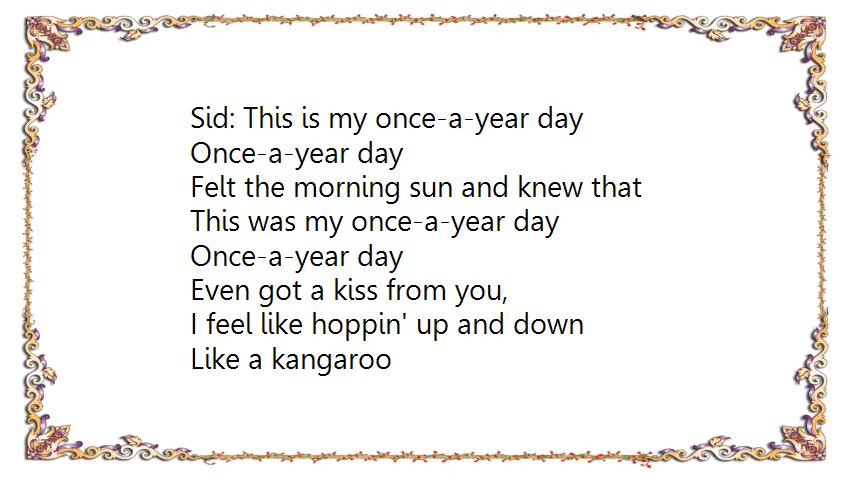 Sid: This is my once-a-year day
Once-a-year day
Felt the morning sun and knew that
This was my once-a-year day
Once-a-year day
Even got a kiss from you,
I feel like hoppin' up and down
Like a kangaroo